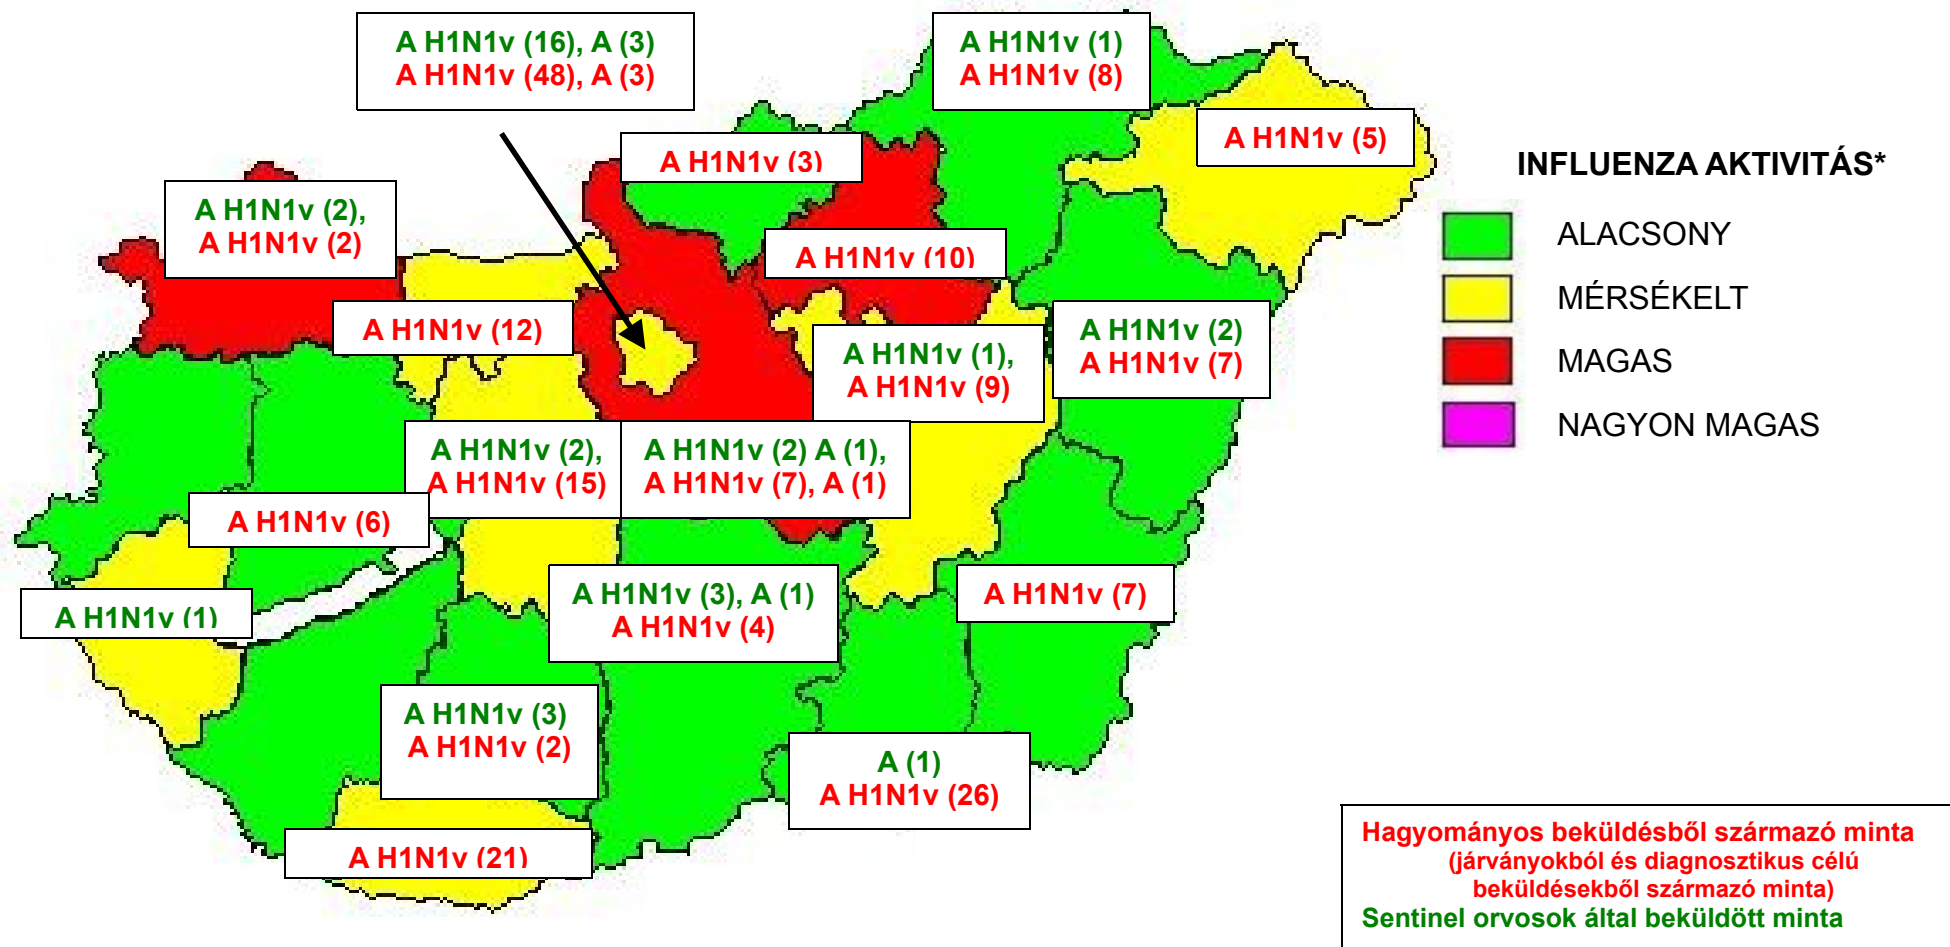 A H1N1v (16), A (3)
A H1N1v (48), A (3)
A H1N1v (1)
A H1N1v (8)
A H1N1v (5)
A H1N1v (3)
INFLUENZA AKTIVITÁS*
ALACSONY
MÉRSÉKELT
MAGAS
NAGYON MAGAS
A H1N1v (2),
A H1N1v (2)
A H1N1v (10)
A H1N1v (12)
A H1N1v (1),
A H1N1v (9)
A H1N1v (2)
A H1N1v (7)
A H1N1v (2),
A H1N1v (15)
A H1N1v (2) A (1),
A H1N1v (7), A (1)
A H1N1v (6)
A H1N1v (1)
A H1N1v (3), A (1)
A H1N1v (4)
A H1N1v (7)
A H1N1v (3)
A H1N1v (2)
A (1)
A H1N1v (26)
A H1N1v (21)
Hagyományos beküldésből származó minta
(járványokból és diagnosztikus célú
beküldésekből származó minta)
Sentinel orvosok által beküldött minta